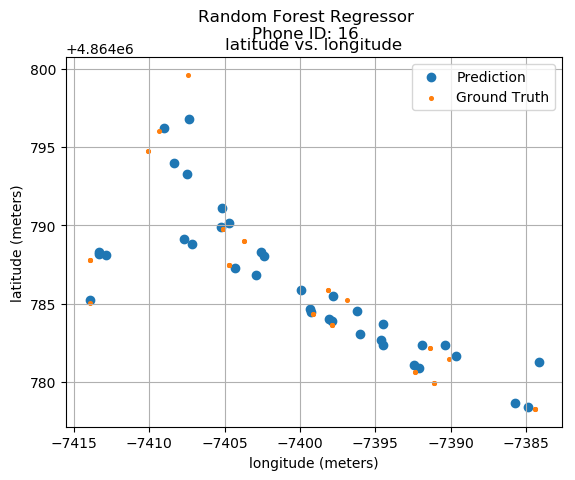 Random Forest Regressor
Phone ID: 16
latitude vs. longitude
+4.864e6
800
795
790
785
780
latitude (meters)
Prediction
Ground Truth
−7415 −7410 −7405 −7400 −7395 −7390 −7385
longitude (meters)